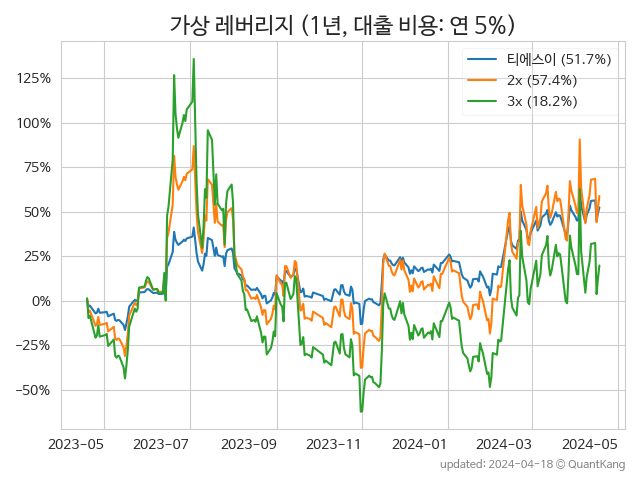 가상 레버리지 (1년, 대출 비용: 연 5%)
티에스이 (51.7%)
2x (57.4%)
3x (18.2%)
125%
100%
75%
50%
25%
0%
−25%
−50%
2023-05 2023-07 2023-09 2023-11 2024-01 2024-03 2024-05
updated: 2024-04-18 © QuantKang